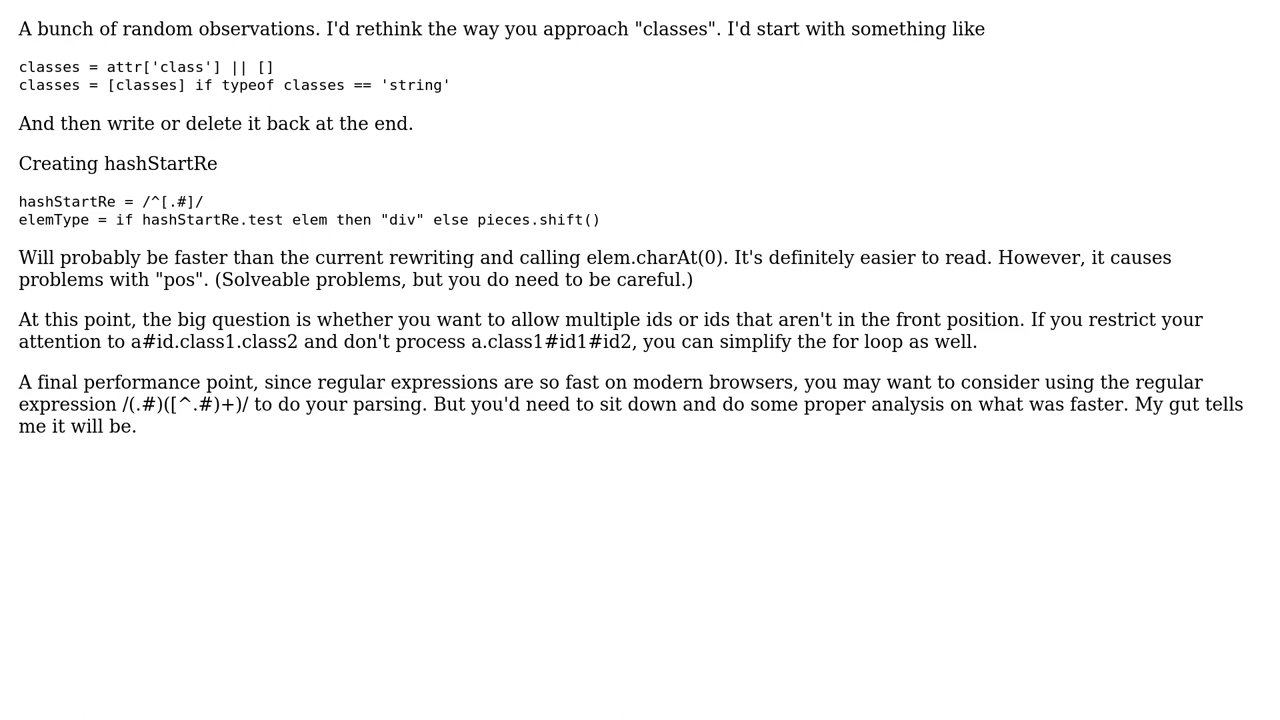 A bunch of random observations. I'd rethink the way you approach "classes". I'd start with something like
classes = attr['class'] || []
classes = [classes] if typeof classes == 'string'
And then write or delete it back at the end.
Creating hashStartRe
hashStartRe = /^[.#]/
elemType = if hashStartRe.test elem then "div" else pieces.shift()
Will probably be faster than the current rewriting and calling elem.charAt(0). It's definitely easier to read. However, it causes
problems with "pos". (Solveable problems, but you do need to be careful.)
At this point, the big question is whether you want to allow multiple ids or ids that aren't in the front position. If you restrict your
attention to a#id.class1.class2 and don't process a.class1#id1#id2, you can simplify the for loop as well.
A final performance point, since regular expressions are so fast on modern browsers, you may want to consider using the regular
expression /(.#)([^.#)+)/ to do your parsing. But you'd need to sit down and do some proper analysis on what was faster. My gut tells
me it will be.